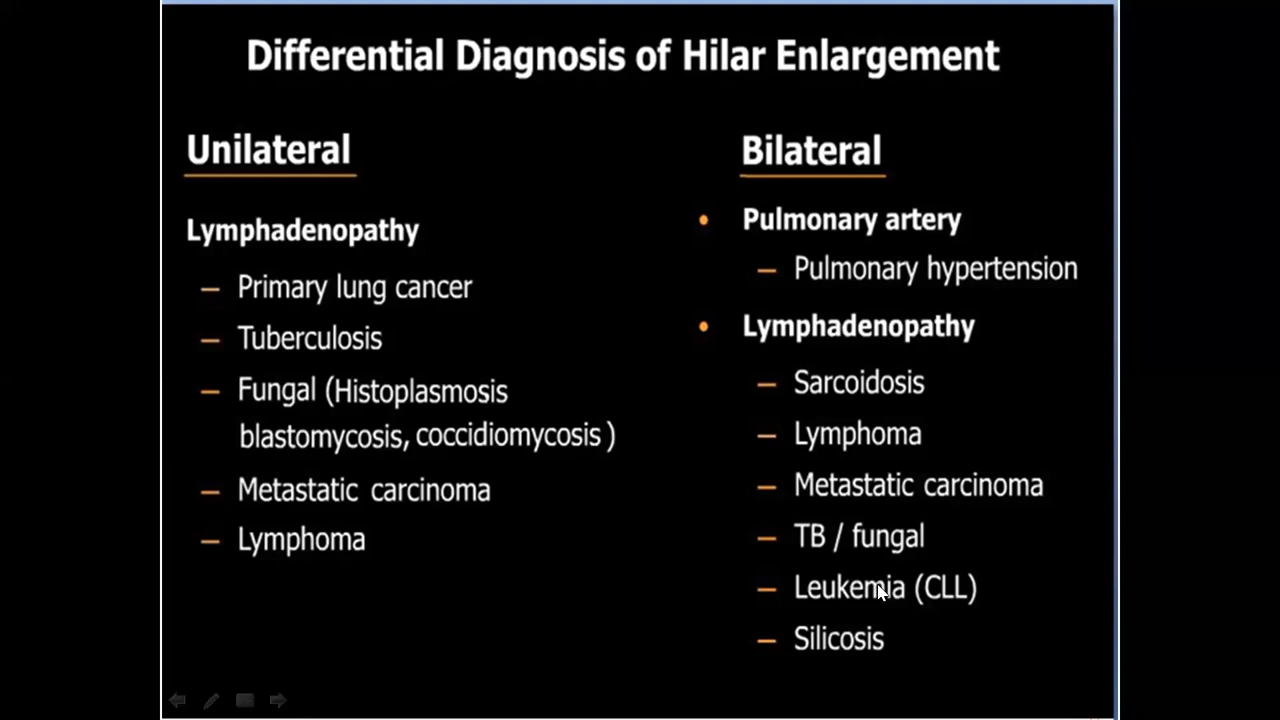 Differential Diagnosis of Hilar Enlargement
Unilateral
Lymphadenopathy
– Primary lung cancer
– Tuberculosis
– Fungal (Histoplasmosis
blastomycosis, coccidiomycosis )
– Metastatic carcinoma
– Lymphoma
Bilateral
• Pulmonary artery
– Pulmonary hypertension
• Lymphadenopathy
– Sarcoidosis
– Lymphoma
– Metastatic carcinoma
– TB / fungal
– Leukemia (CLL)
– Silicosis